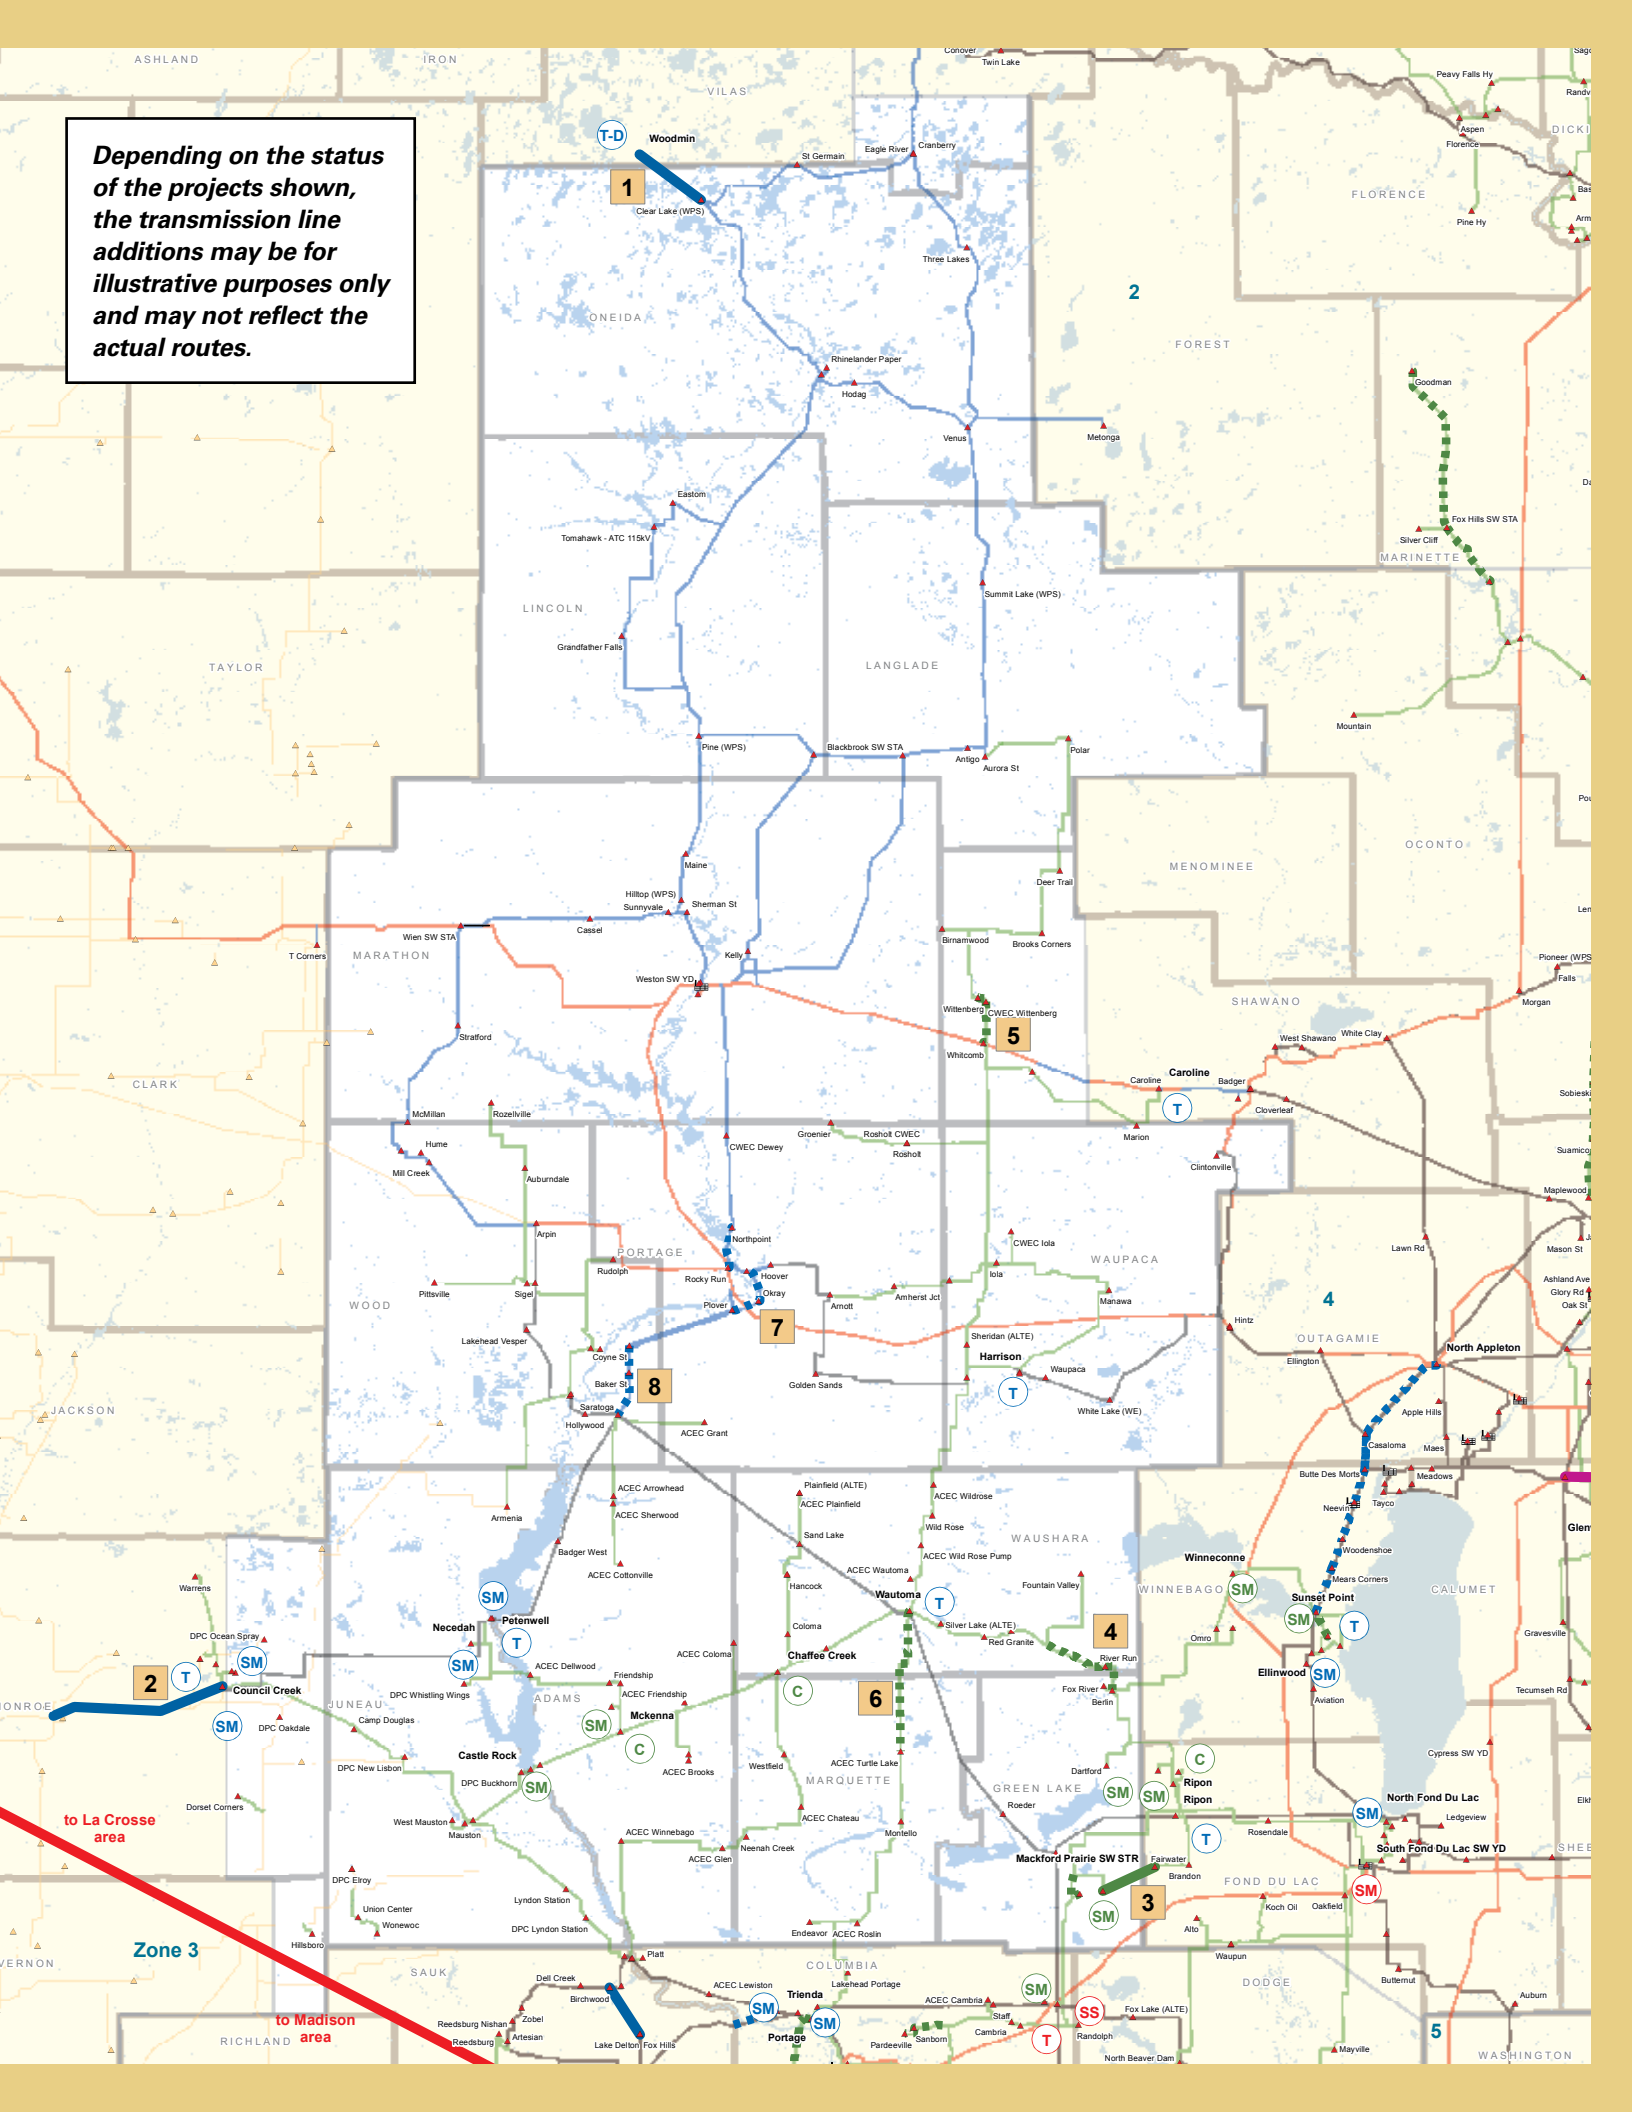 ASHLAND
IRON
VILAS
Conover
Twin Lake
Peavy Falls Hy
Aspen
Florence
DICKI
FLORENCE
Pine Hy
Depending on the status
of the projects shown,
the transmission line
additions may be for
illustrative purposes only
and may not reflect the
actual routes.
T-D
Woodmin
1
Clear Lake (WPS)
St Germain
Eagle River
Cranberry
Three Lakes
2
ONEIDA
FOREST
Rhinelander Paper
Hodag
Venus
Metonga
Goodman
Eastom
Tomahawk - ATC 115kV
Fox Hills SW STA
Silver Cliff
MARINETTE
LINCOLN
Summit Lake (WPS)
Grandfather Falls
TAYLOR
LANGLADE
Mountain
Pine (WPS)
Blackbrook SW STA
Antigo
Aurora St
Polar
OCONTO
Maine
MENOMINEE
Deer Trail
Hilltop (WPS)
Sunnyvale
Sherman St
Cassel
Wien SW STA
T Corners
MARATHON
Birnamwood
Brooks Corners
Kelly
Weston SW YD
Pioneer (WPS
Falls
Morgan
SHAWANO
Wittenberg
CWEC Wittenberg
5
Whitcomb
Stratford
West Shawano
White Clay
CLARK
Caroline
Caroline
Badger
T
Cloverleaf
Sobieski
McMillan
Rozellville
Hume
Mill Creek
Auburndale
CWEC Dewey
Groenier
Rosholt CWEC
Rosholt
Marion
Clintonville
Suamico
Maplewood
Arpin
Northpoint
PORTAGE
Rudolph
Rocky Run
Hoover
Okray
Plover
7
CWEC Iola
Iola
WAUPACA
Lawn Rd
Mason St
Pittsville
Sigel
WOOD
Arnott
Amherst Jct
Manawa
Ashland Ave
Glory Rd
Oak St
4
Hintz
OUTAGAMIE
Ellington
North Appleton
Lakehead Vesper
Coyne St
Baker St
8
Saratoga
Hollywood
ACEC Grant
Golden Sands
Sheridan (ALTE)
Harrison
T
Waupaca
White Lake (WE)
JACKSON
Apple Hills
Casaloma
Maes
Butte Des Morts
Meadows
Neevin
Tayco
Armenia
ACEC Arrowhead
ACEC Sherwood
Plainfield (ALTE)
ACEC Plainfield
ACEC Wildrose
Sand Lake
Wild Rose
WAUSHARA
Glen
Badger West
ACEC Cottonville
ACEC Wild Rose Pump
ACEC Wautoma
Hancock
Wautoma
T
Fountain Valley
Winneconne
SM
WINNEBAGO
Woodenshoe
Mears Corners
CALUMET
Sunset Point
SM
T
Warrens
SM
Necedah
Petenwell
T
SM
DPC Ocean Spray
SM
T
2
Council Creek
SM
MONROE
DPC Oakdale
JUNEAU
ACEC Coloma
Coloma
Chaffee Creek
C
Silver Lake (ALTE)
Red Granite
4
River Run
Fox River
Berlin
Omro
Ellinwood
SM
Aviation
Gravesville
Tecumseh Rd
ACEC Dellwood
DPC Whistling Wings
ADAMS
Friendship
ACEC Friendship
SM
Mckenna
C
6
Camp Douglas
DPC New Lisbon
Castle Rock
DPC Buckhorn
SM
ACEC Brooks
Westfield
ACEC Turtle Lake
MARQUETTE
GREEN LAKE
Dartford
SM
SM
C
Ripon
Ripon
T
Cypress SW YD
North Fond Du Lac
SM
Ledgeview
Rosendale
Dorset Corners
to La Crosse
area
West Mauston
Mauston
ACEC Winnebago
ACEC Glen
Neenah Creek
ACEC Chateau
Montello
Roeder
Mackford Prairie SW STR
Fairwater
Brandon
South Fond Du Lac SW YD
SM
3
SM
FOND DU LAC
Koch Oil
Oakfield
SHEB
DPC Elroy
Union Center
Wonewoc
Hillsboro
Lyndon Station
DPC Lyndon Station
Endeavor
ACEC Roslin
Alto
Waupun
Zone 3
VERNON
SAUK
Platt
Dell Creek
Birchwood
COLUMBIA
Lakehead Portage
DODGE
Butternut
ACEC Lewiston
SM
Trienda
SM
Portage
SM
ACEC Cambria
Staff
Cambria
SS
Randolph
T
Fox Lake (ALTE)
Auburn
to Madison
area
RICHLAND
Reedsburg Nishan
Reedsburg
Zobel
Artesian
Lake Delton
Fox Hills
Pardeeville
Sanborn
North Beaver Dam
Mayville
5
WASHINGTON